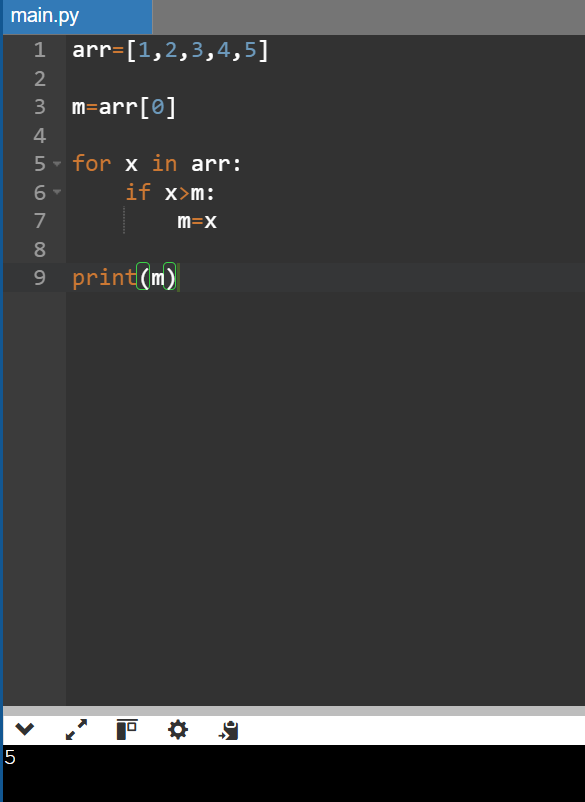 main.py
1 arr=[1,2,3,4,5]
2
3 m=arr[0]
4
5 for x in arr:
6     if x>m:
7         m=x
8
9 print(m)
5